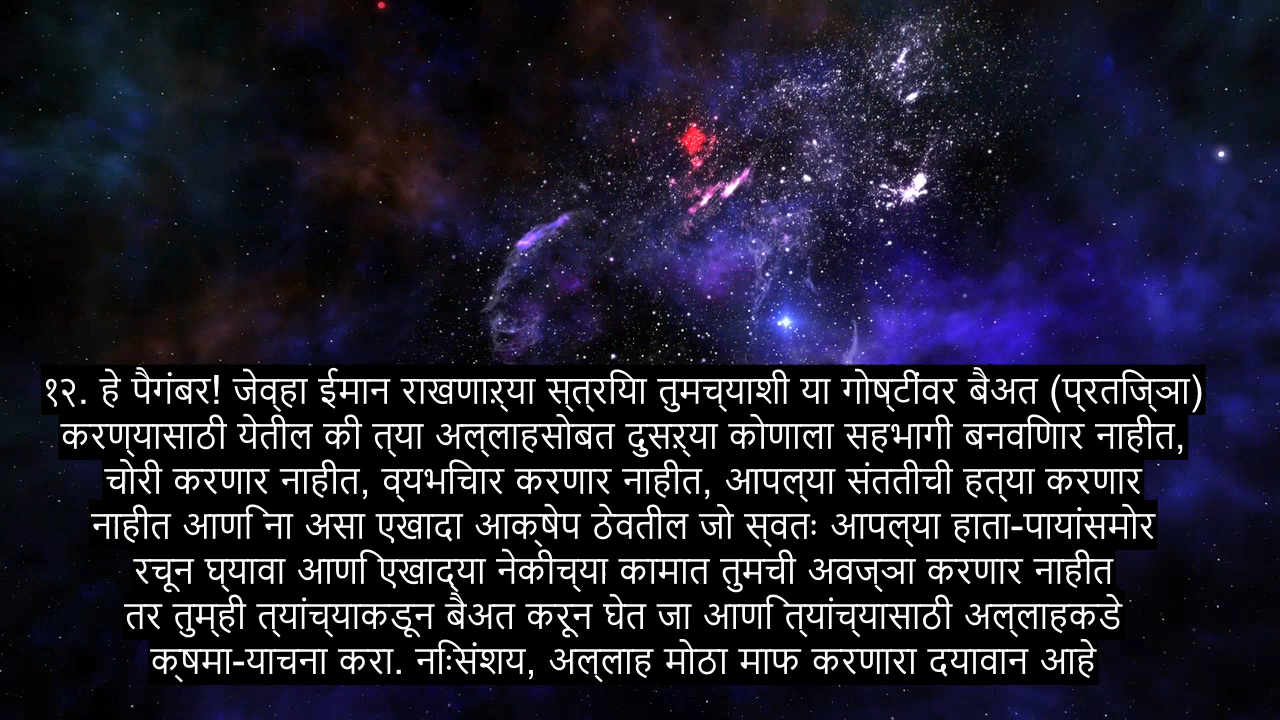 १२. हे पैगंबर! जेव्हा ईमान राखणाऱ्या स्त्रिया तुमच्याशी या गोष्टींवर बैअत (प्रतिज्ञा)
करण्यासाठी येतील की त्या अल्लाहसोबत दुसऱ्या कोणाला सहभागी बनविणार नाहीत,
चोरी करणार नाहीत, व्यभिचार करणार नाहीत, आपल्या संततीची हत्या करणार
नाहीत आणि ना असा एखादा आक्षेप ठेवतील जो स्वतः आपल्या हाता-पायांसमोर
रचून घ्यावा आणि एखाद्या नेकीच्या कामात तुमची अवज्ञा करणार नाहीत
तर तुम्ही त्यांच्याकडून बैअत करून घेत जा आणि त्यांच्यासाठी अल्लाहकडे
क्षमा-याचना करा. निःसंशय, अल्लाह मोठा माफ करणारा दयावान आहे